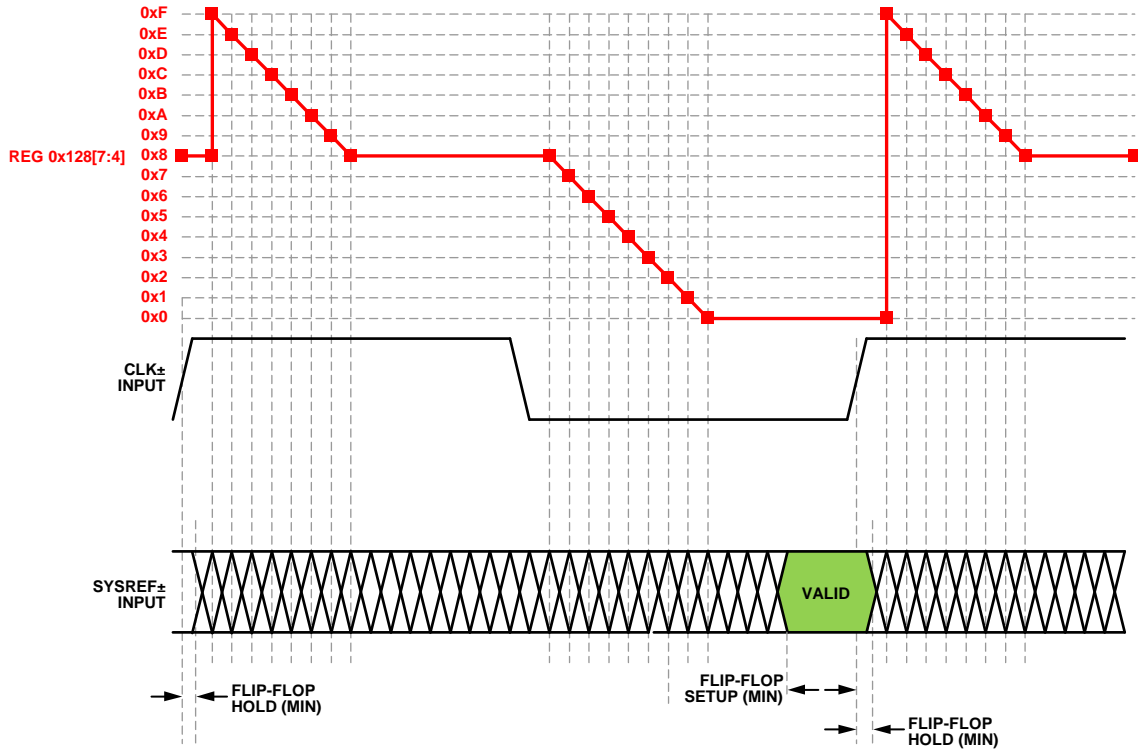 0xF
0xE
0xD
0xC
0xB
0xA
0x9
REG 0x128[7:4] 0x8
0x7
0x6
0x5
0x4
0x3
0x2
0x1
0x0
CLK±
INPUT
SYSREF±
INPUT
VALID
FLIP-FLOP
HOLD (MIN)
FLIP-FLOP
SETUP (MIN)
FLIP-FLOP
HOLD (MIN)